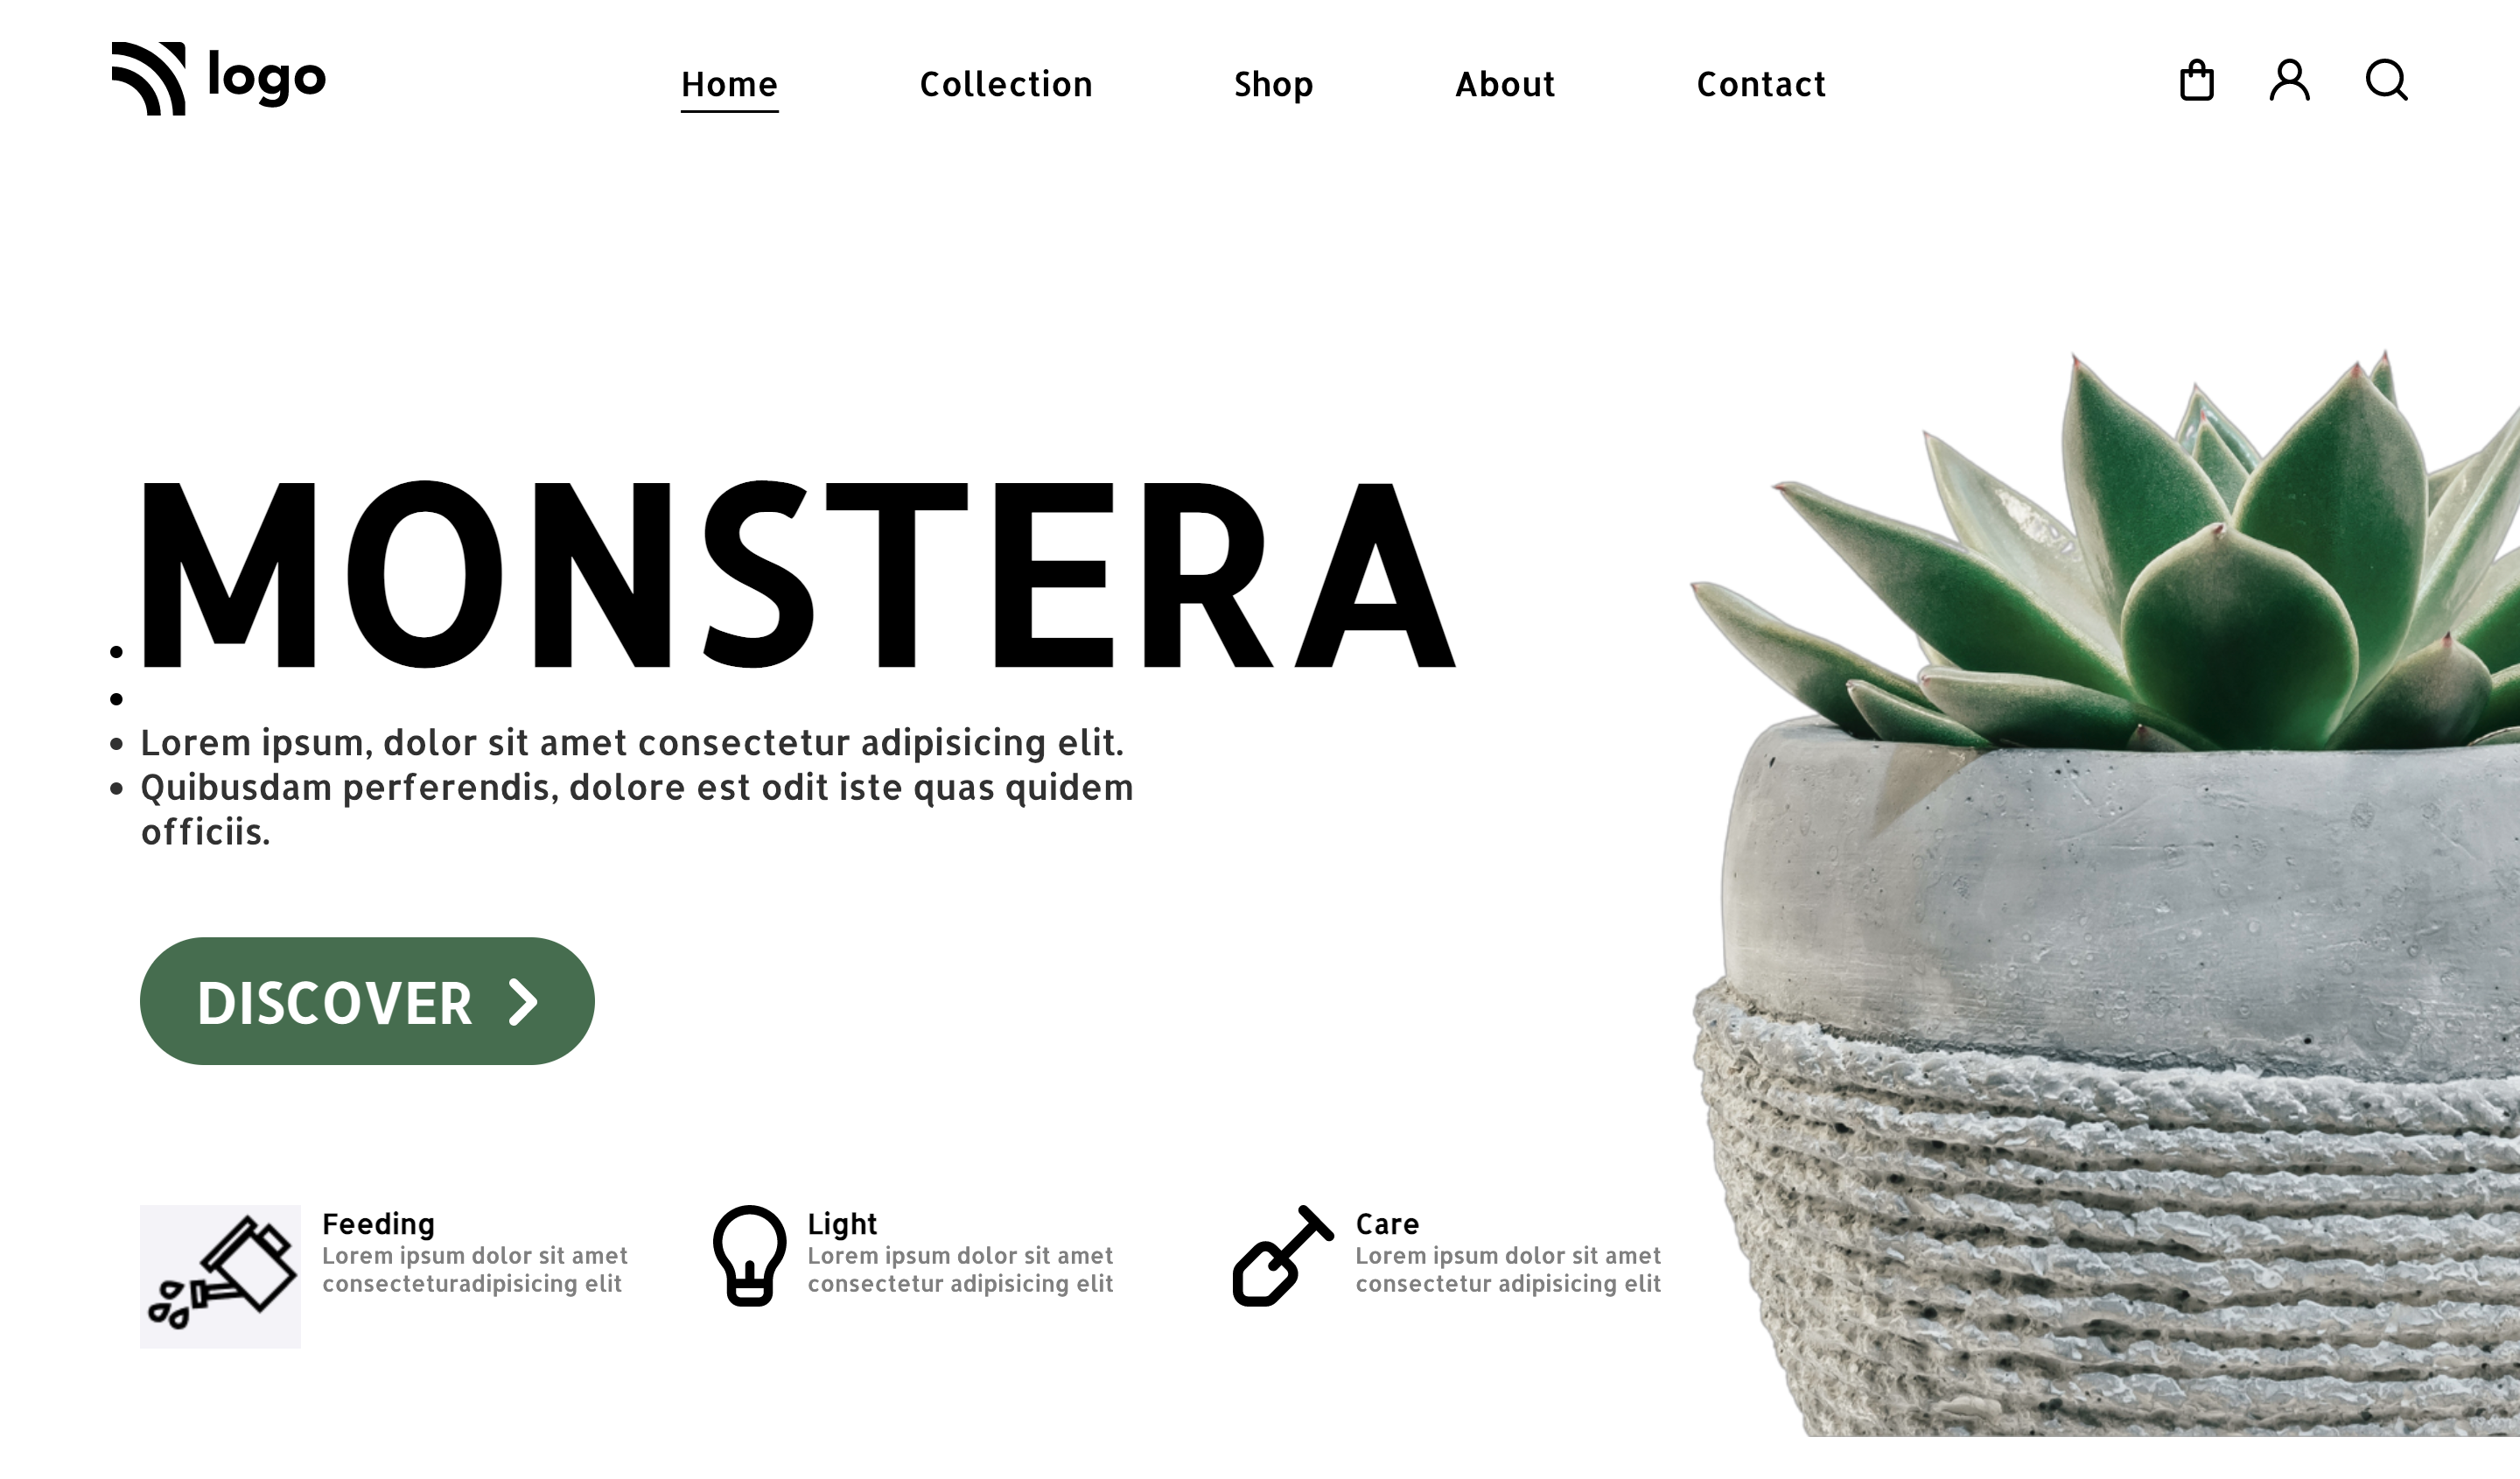 logo
Home
Collection
Shop
About
Contact
MONSTERA
Lorem ipsum, dolor sit amet consectetur adipisicing elit.
Quibusdam perferendis, dolore est odit iste quas quidem
officiis.
DISCOVER
Feeding
Lorem ipsum dolor sit amet
consecteturadipisicing elit
Light
Lorem ipsum dolor sit amet
consectetur adipisicing elit
Care
Lorem ipsum dolor sit amet
consectetur adipisicing elit